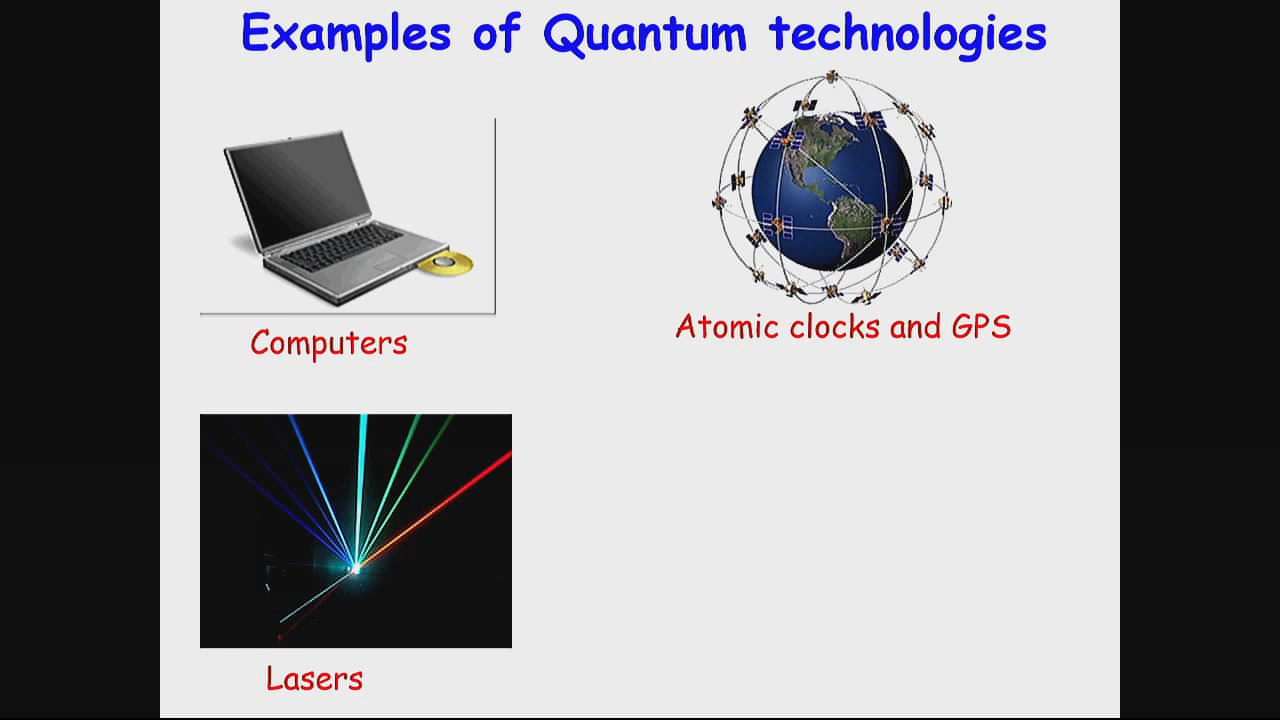 Examples of Quantum technologies
Computers
Atomic clocks and GPS
Lasers